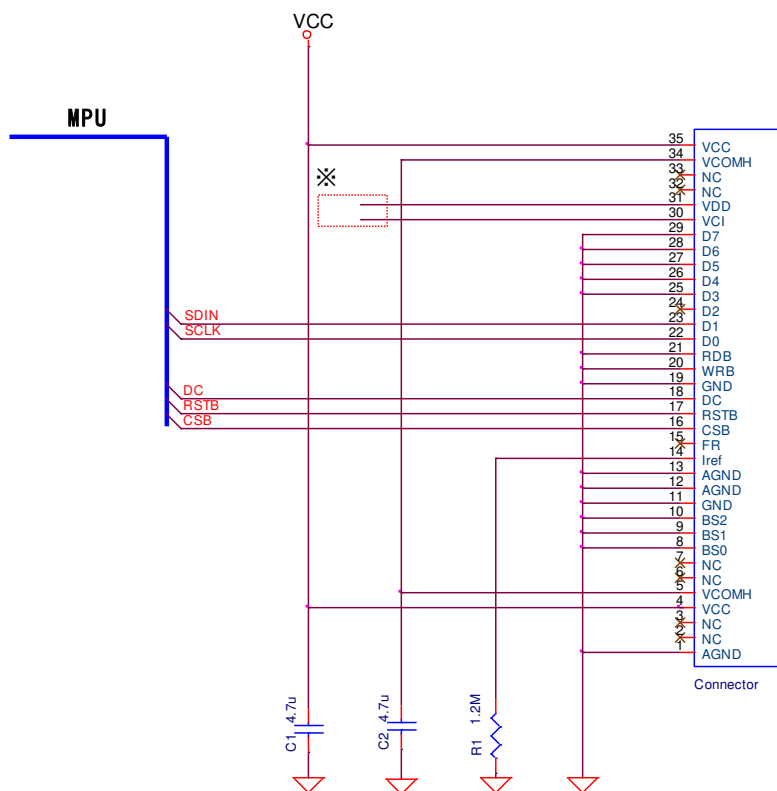 VCC
MPU
※
35 VCC
34 VCOMH
33 NC
32 NC
31 VDD
30 VCI
29 D7
28 D6
27 D5
26 D4
25 D3
24 D2
23 D1
22 D0
21 RDB
20 WRB
19 GND
18 DC
17 RSTB
16 CSB
15 FR
14 Iref
13 AGND
12 AGND
11 GND
10 BS2
9 BS1
8 BS0
7 NC
6 NC
5 VCOMH
4 VCC
3 NC
2 NC
1 AGND
Connector
SDIN
SCLK
DC
RSTB
CSB
C1 4.7u
C2 4.7u
R1 1.2M